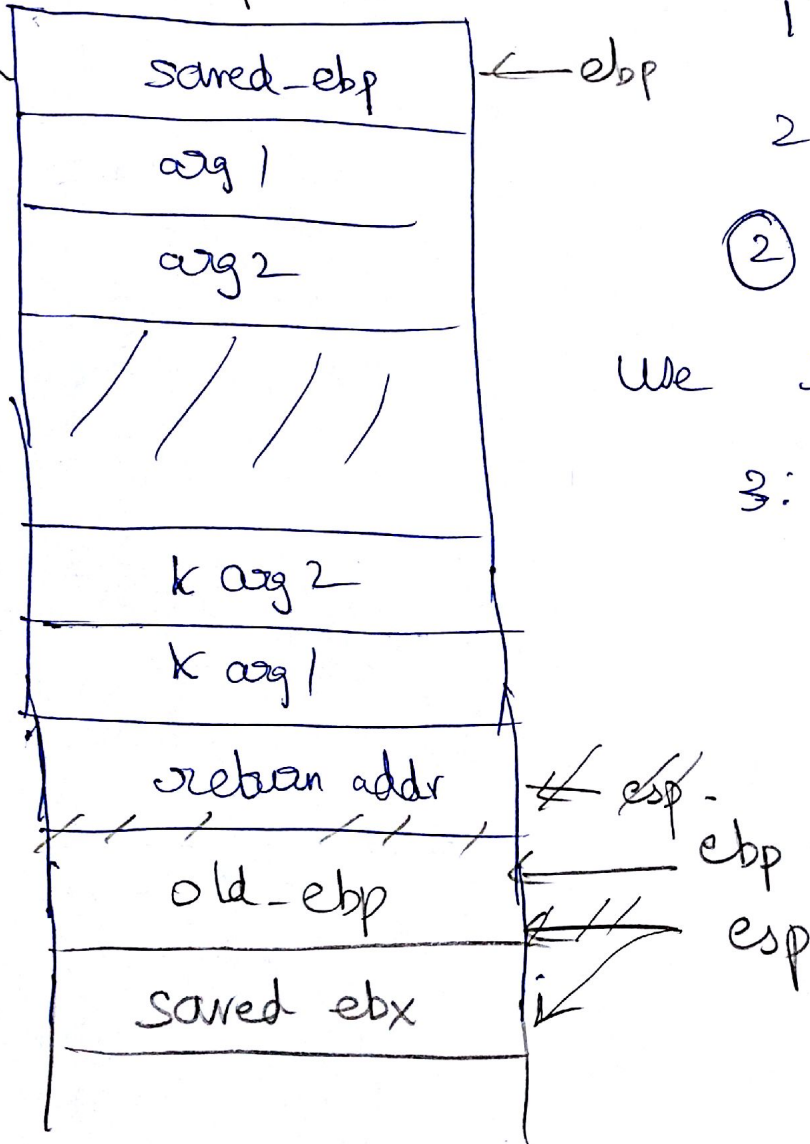 1
saved_ebp ← ebp
2
arg 1
2
arg 2
Use
3:
k arg 2
k arg 1
return addr ← esp.
ebp
old_ebp
esp
saved ebx